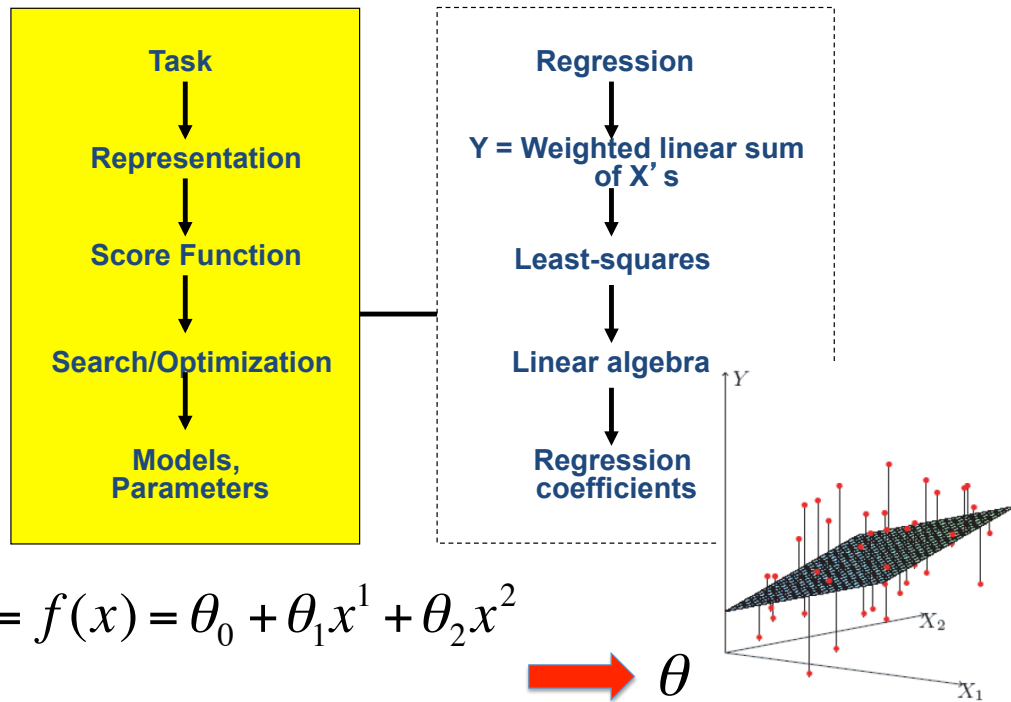 Task
Representation
Score Function
Search/Optimization
Models,
Parameters
Regression
Y = Weighted linear sum
of X’s
Least-squares
Linear algebra
Regression
coefficients
Y
X₂
X₁
= f(x) = θ₀ + θ₁x¹ + θ₂x²
θ